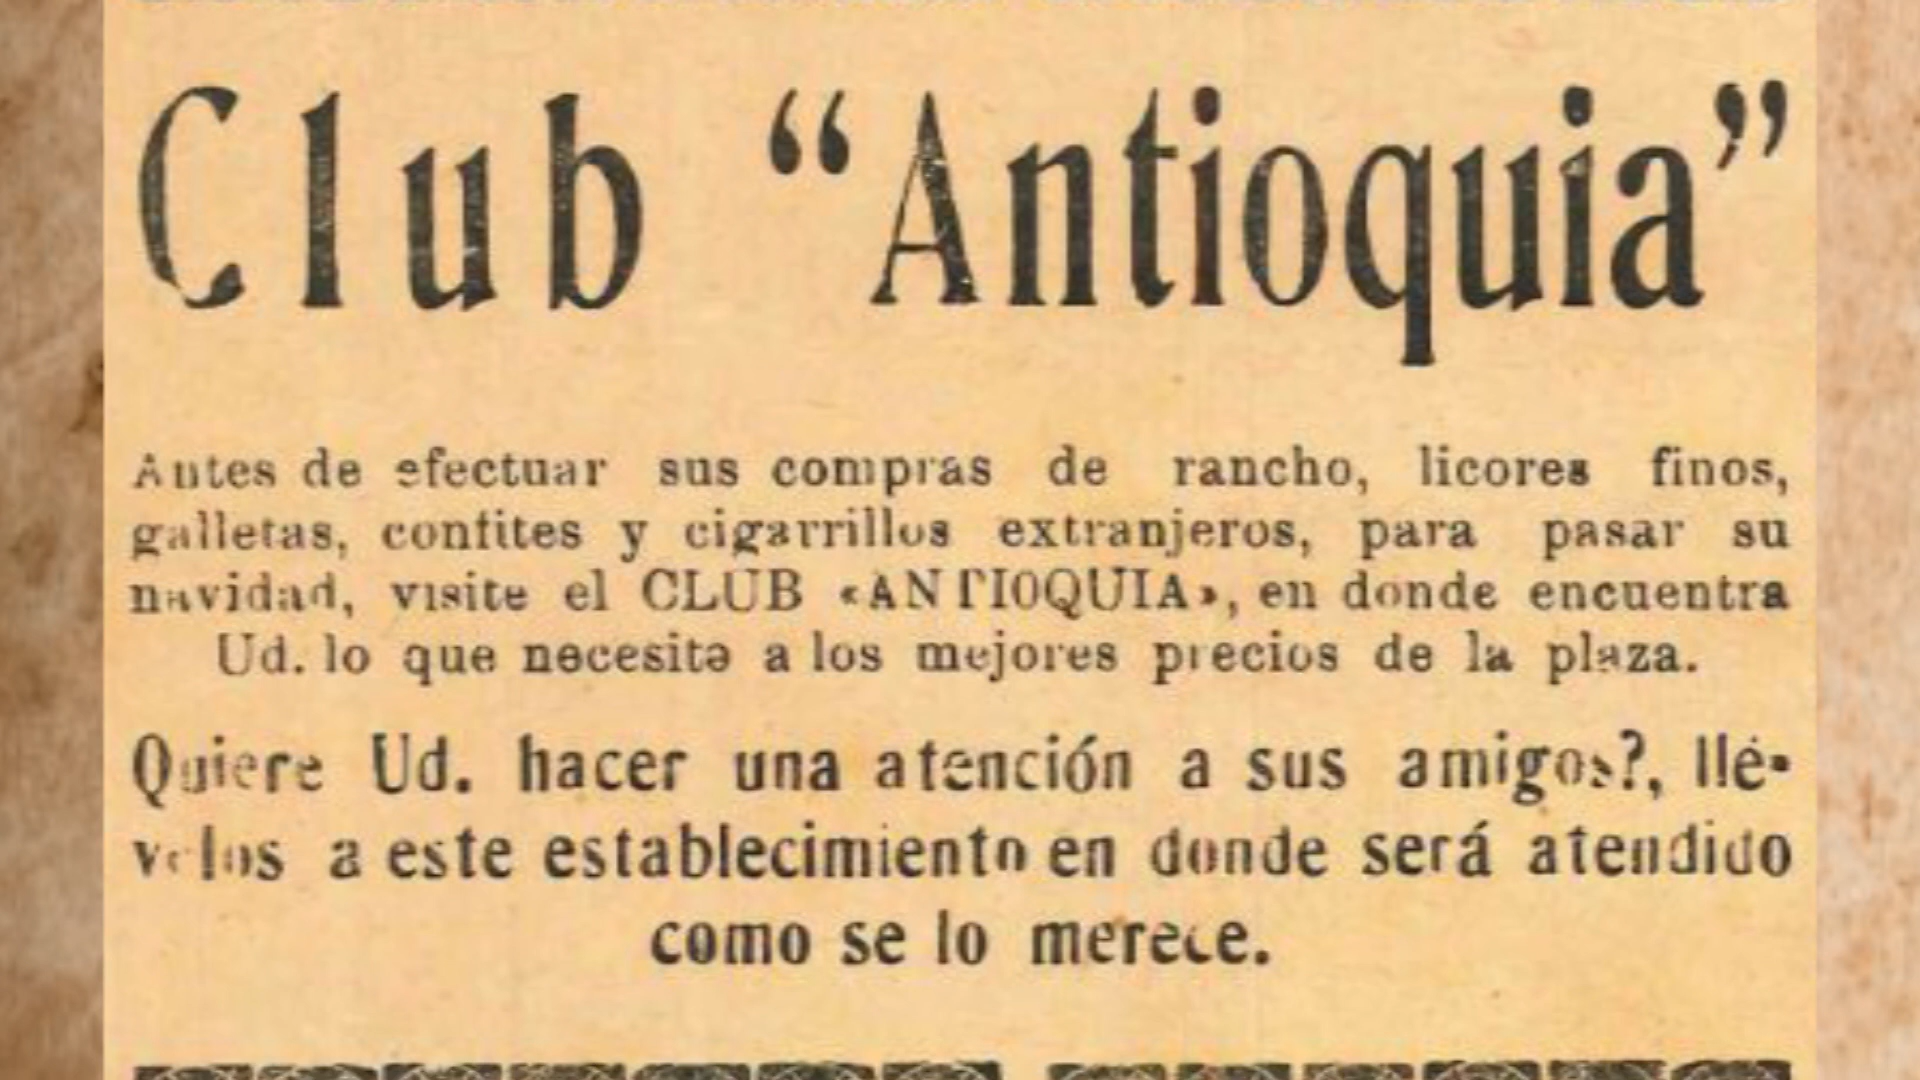 Club “Antioquia”
Antes de efectuar sus compras de rancho, licores finos,
galletas, confites y cigarrillos extranjeros, para pasar su
navidad, visite el CLUB «ANTIOQUIA», en donde encuentra
Ud. lo que necesita a los mejores precios de la plaza.
Quiere Ud. hacer una atención a sus amigos?, llé-
velos a este establecimiento en donde será atendido
como se lo merece.